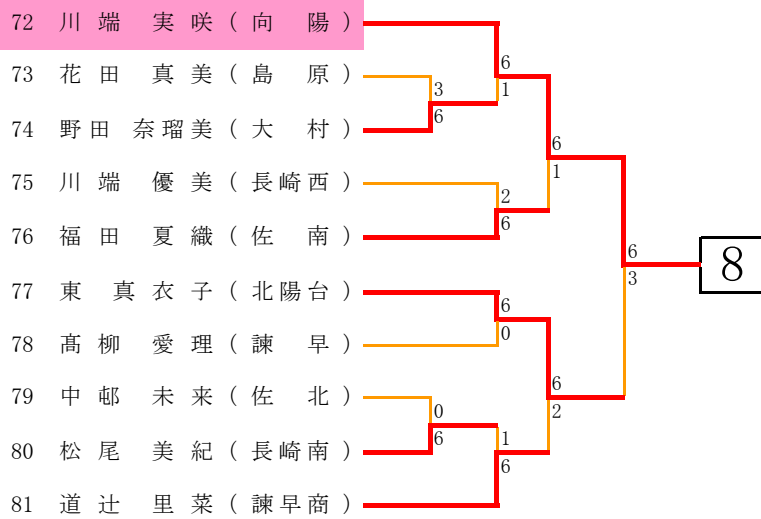 72 川端 実咲(向 陽)
73 花田 真美(島 原)
74 野田 奈瑠美(大 村)
75 川端 優美(長崎西)
76 福田 夏織(佐 南)
77 東 真衣子(北陽台)
78 髙柳 愛理(諫 早)
79 中邨 未来(佐 北)
80 松尾 美紀(長崎南)
81 道辻 里菜(諫早商)
6
1
3
6
6
1
2
6
6
3
8
6
0
6
2
0
6
1
6